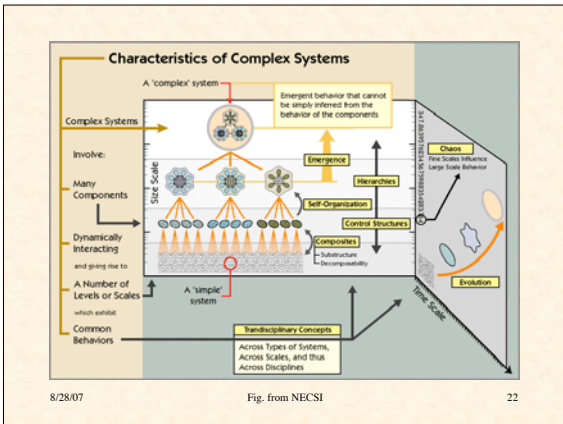 Characteristics of Complex Systems
A 'complex' system
Emergent behavior that cannot
be simply inferred from the
behavior of the components
Complex Systems
Involve:
Many
Components
Dynamically
Interacting
and giving rise to
A Number of
Levels or Scales
which exhibit
Common
Behaviors
Size Scale
Emergence
Hierarchies
Self-Organization
Control Structures
Composites
Substructure
Decomposability
A 'simple'
system
Chaos
Fine Scales Influence
Large Scale Behavior
Evolution
Time Scale
Trandisciplinary Concepts
Across Types of Systems,
Across Scales, and thus
Across Disciplines
8/28/07
Fig. from NECSI
22